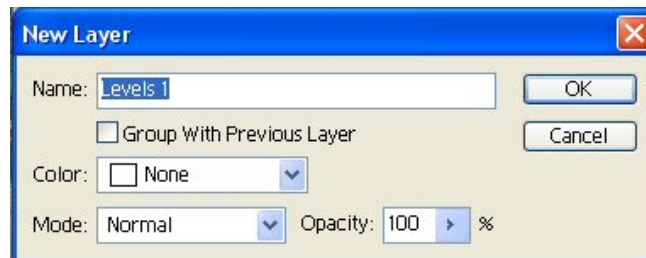 New Layer
Name: Levels 1 OK
Group With Previous Layer Cancel
Color: None
Mode: Normal Opacity: 100 %